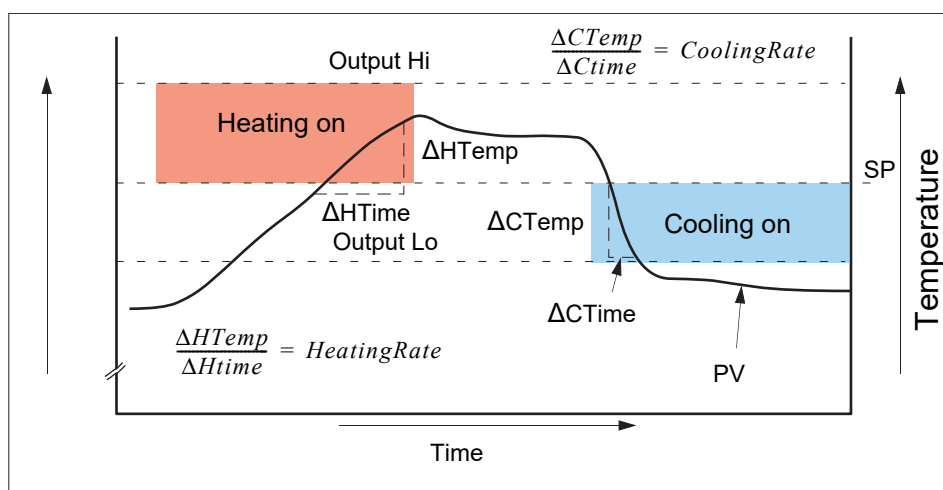 Output Hi
ΔCTemp
ΔCtime
= CoolingRate
Heating on
ΔHTemp
SP
ΔHTime
Output Lo
ΔCTemp
Cooling on
Temperature
ΔCTime
ΔHTemp
ΔHtime
= HeatingRate
PV
Time